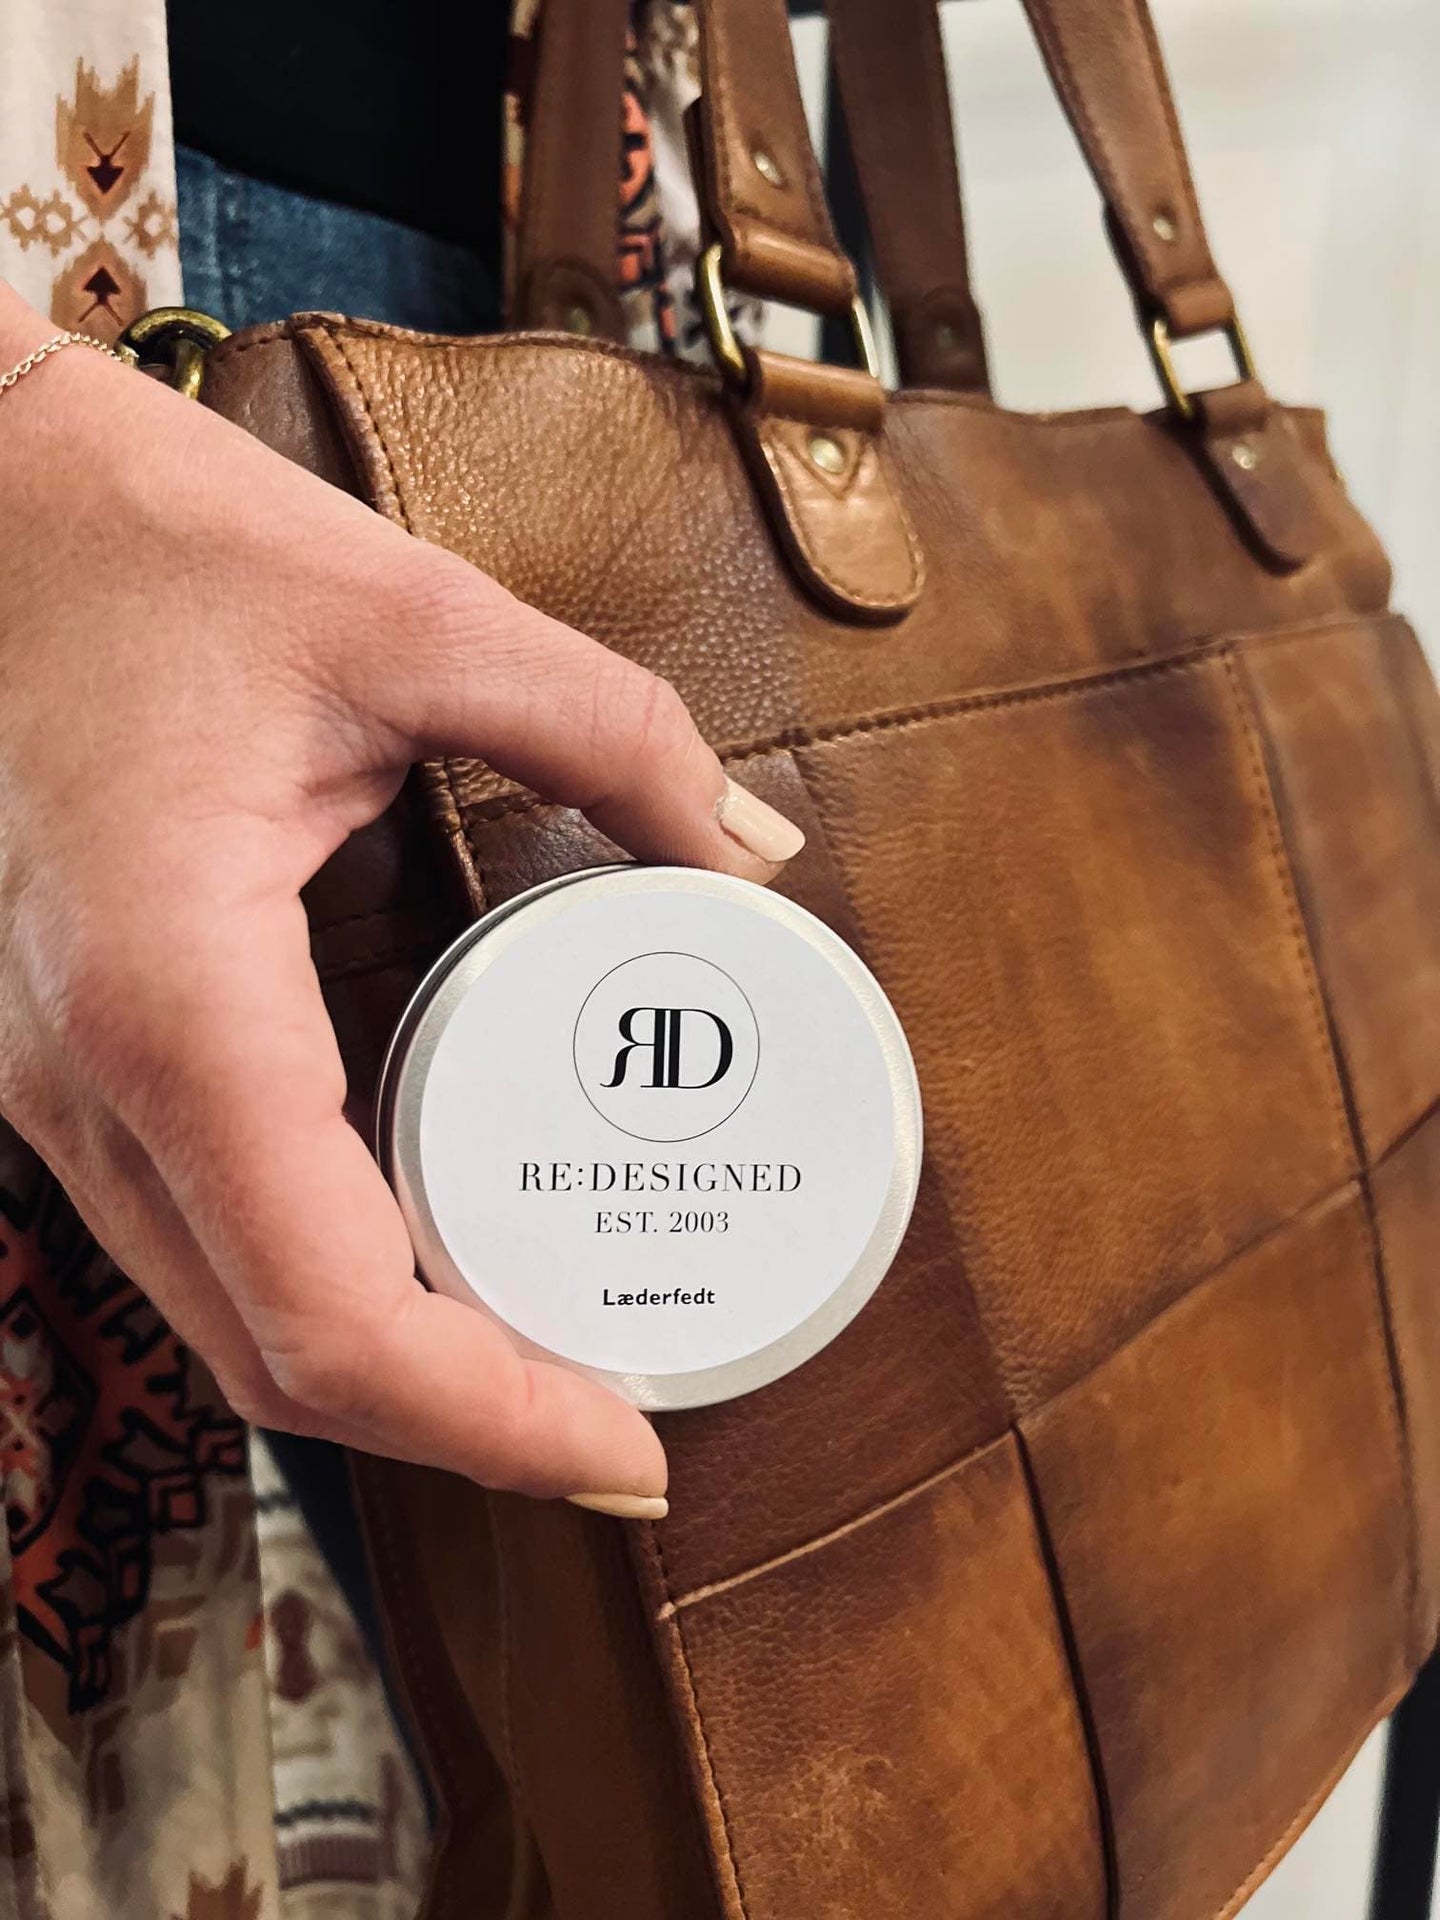 RD
RE:DESIGNED
EST. 2003
Læderfedt